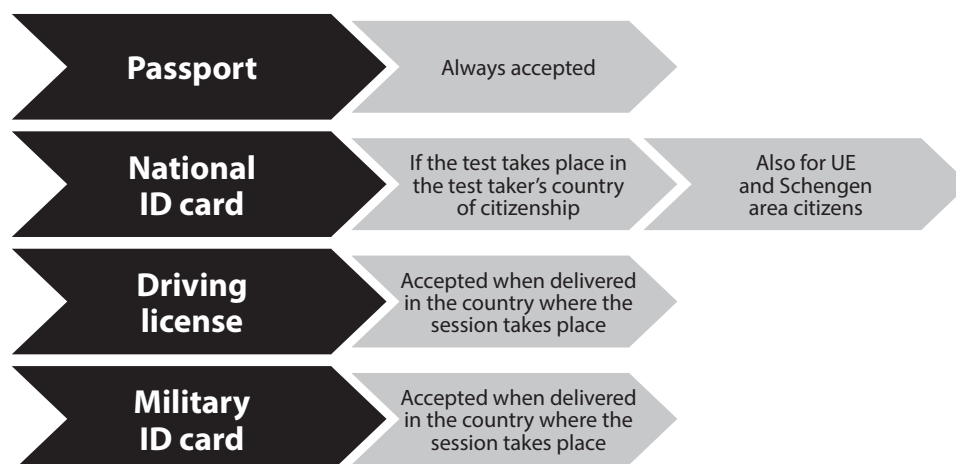 Passport
Always accepted
National
ID card
If the test takes place in
the test taker's country
of citizenship
Also for UE
and Schengen
area citizens
Driving
license
Accepted when delivered
in the country where the
session takes place
Military
ID card
Accepted when delivered
in the country where the
session takes place